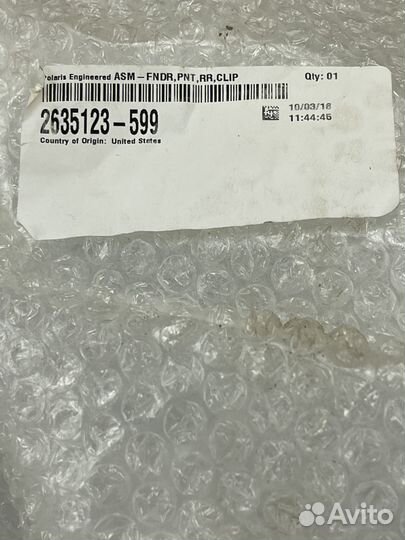 Polaris Engineered ASM-FNDR,PNT,RR,CLIP Qty: 01
2635123-599
10/03/18
11:44:45
Country of Origin: United States
Avito